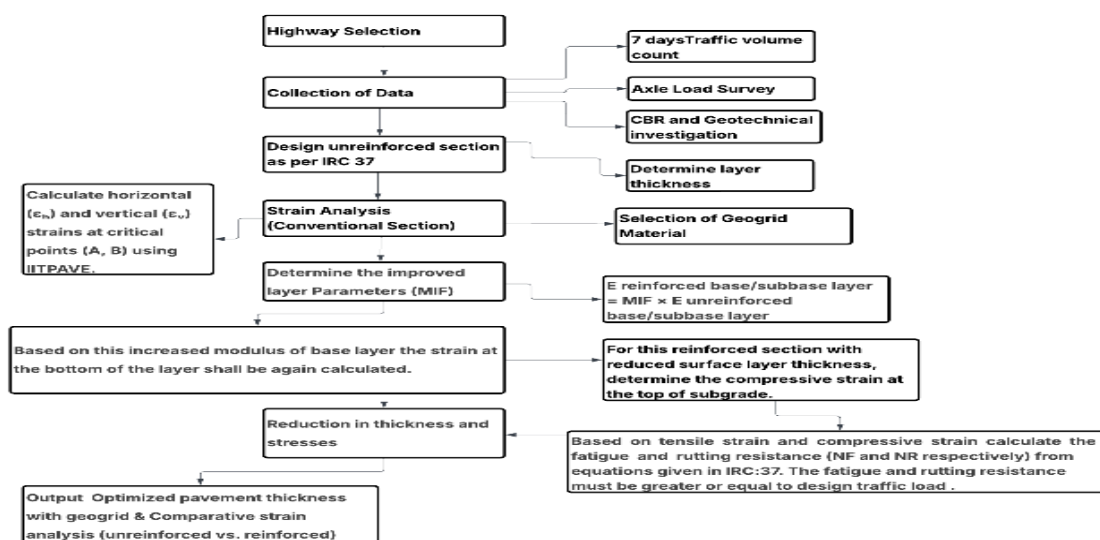 Highway Selection
7 daysTraffic volume
count
Collection of Data
Axle Load Survey
CBR and Geotechnical
investigation
Design unreinforced section
as per IRC 37
Determine layer
thickness
Calculate horizontal
(εₕ) and vertical (εᵥ)
strains at critical
points (A, B) using
IITPAVE.
Strain Analysis
(Conventional Section)
Selection of Geogrid
Material
Determine the improved
layer Parameters (MIF)
E reinforced base/subbase layer
= MIF × E unreinforced
base/subbase layer
Based on this increased modulus of base layer the strain at
the bottom of the layer shall be again calculated.
For this reinforced section with
reduced surface layer thickness,
determine the compressive strain at
the top of subgrade.
Reduction in thickness and
stresses
Based on tensile strain and compressive strain calculate the
fatigue and rutting resistance (NF and NR respectively) from
equations given in IRC:37. The fatigue and rutting resistance
must be greater or equal to design traffic load .
Output Optimized pavement thickness
with geogrid & Comparative strain
analysis (unreinforced vs. reinforced)